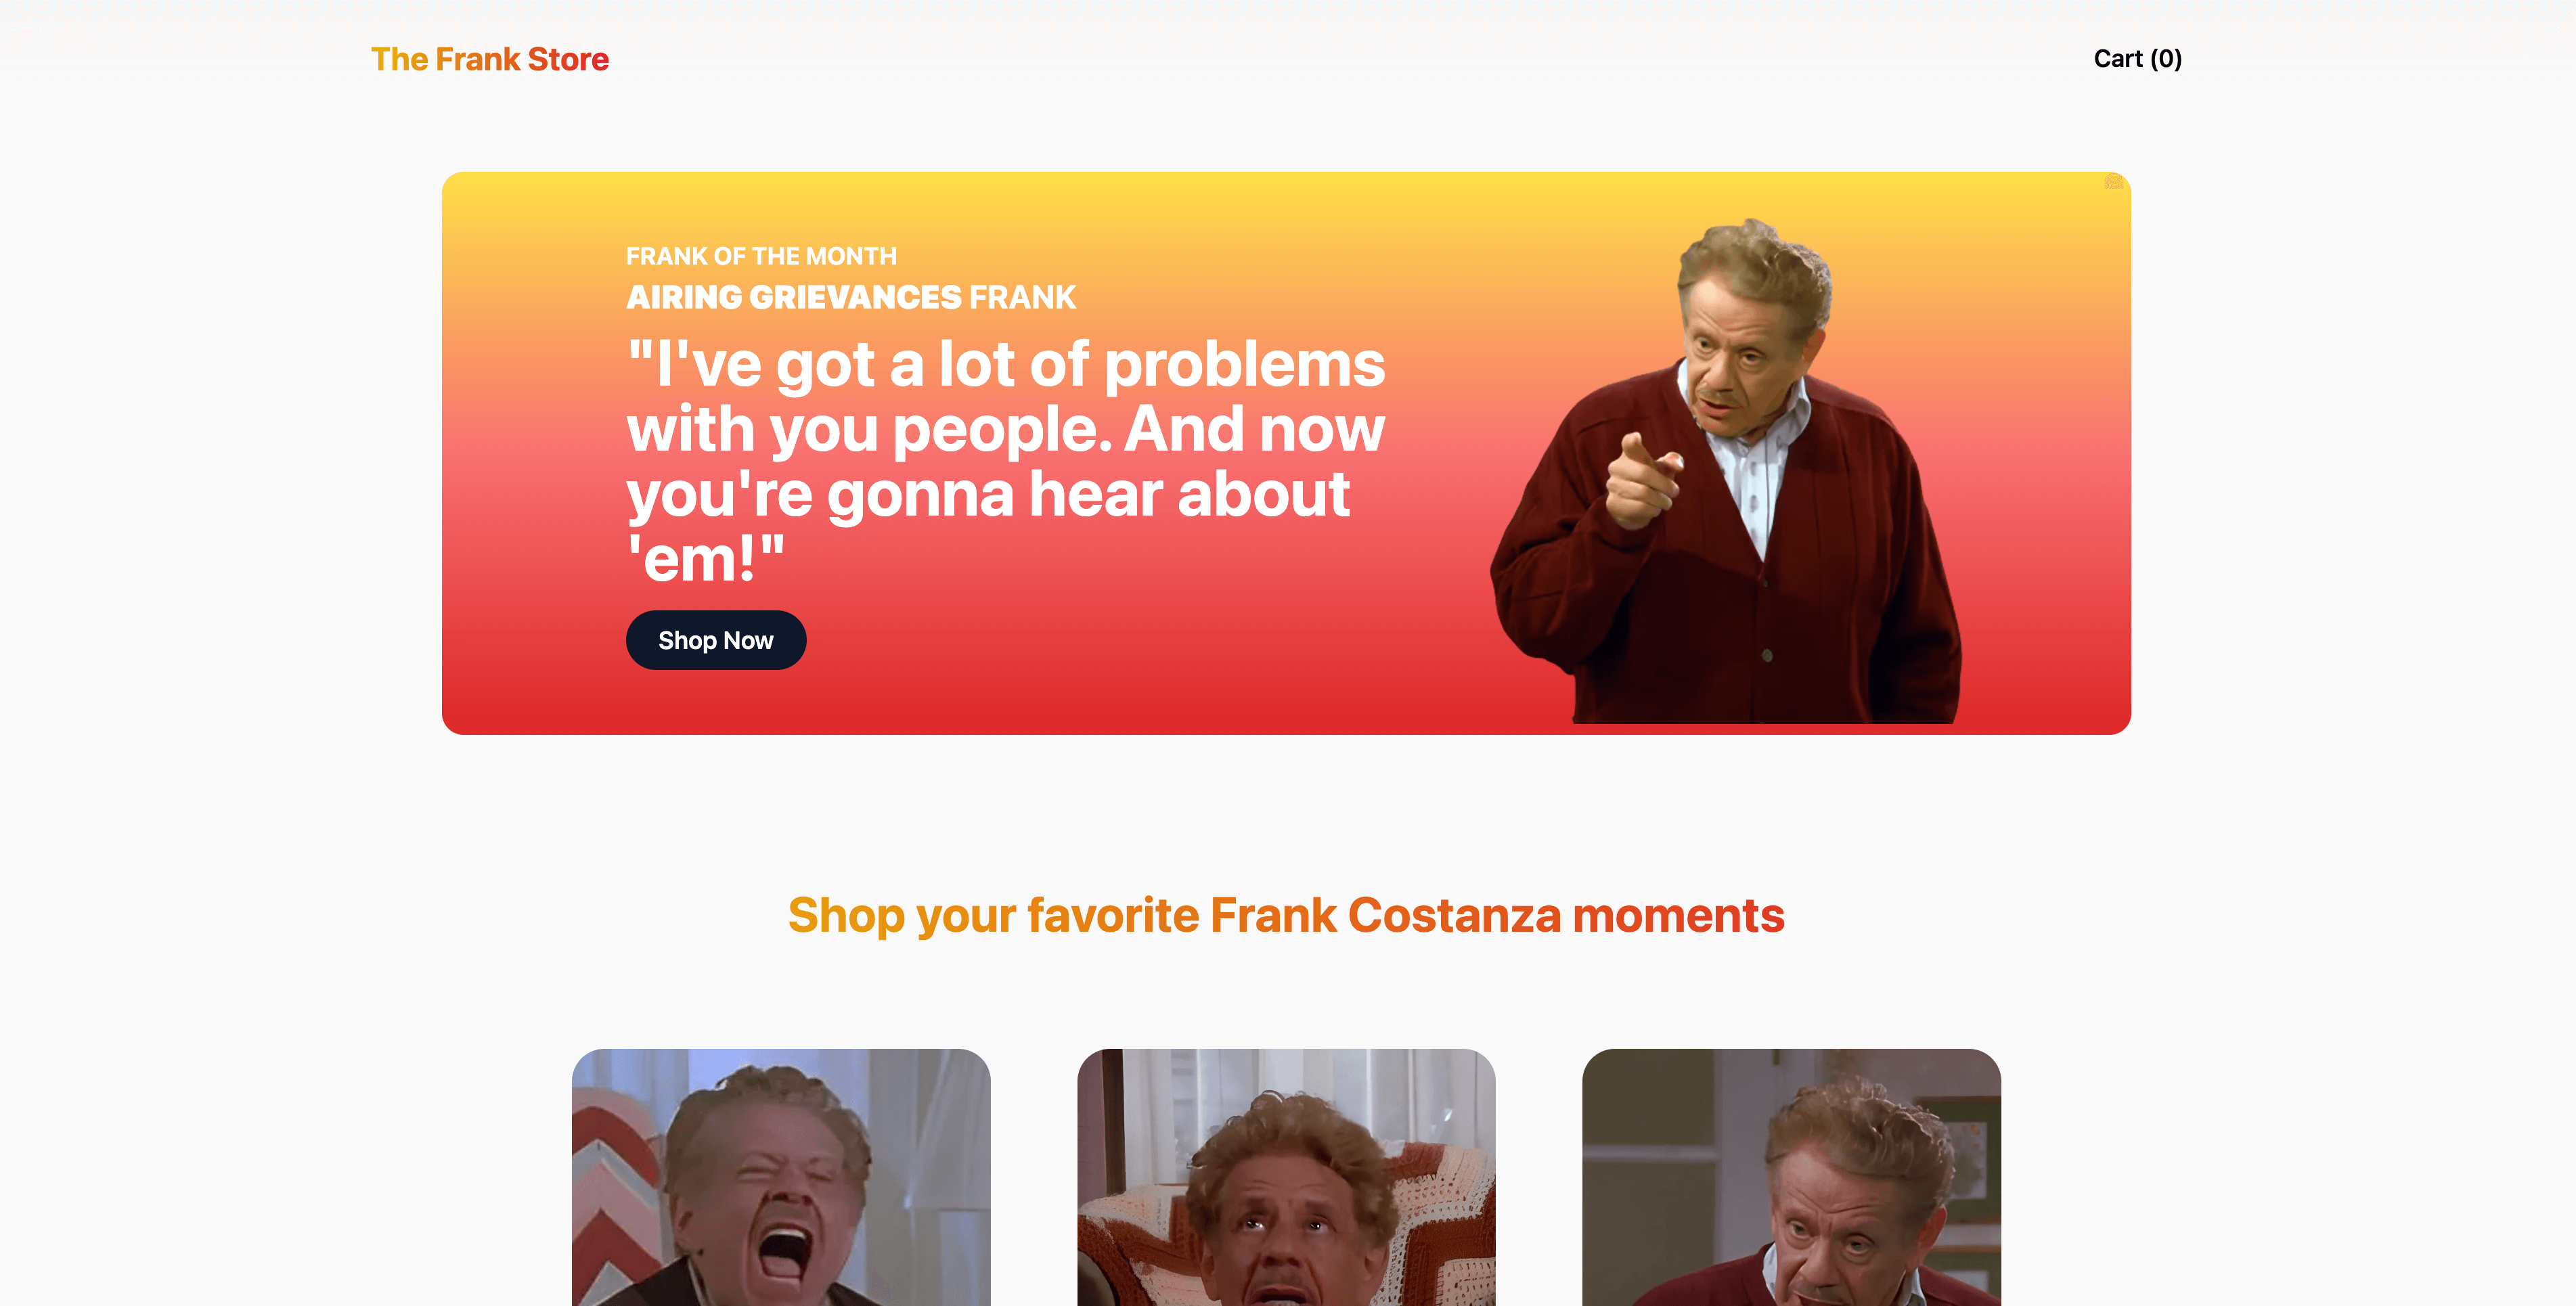 The Frank Store
Cart (0)
FRANK OF THE MONTH
AIRING GRIEVANCES FRANK
"I've got a lot of problems
with you people. And now
you're gonna hear about
'em!"
Shop Now
Shop your favorite Frank Costanza moments